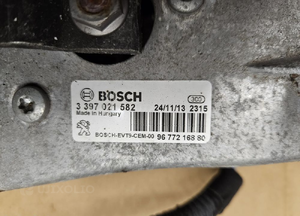 BOSCH 303
3 397 021 582 24/11/13 2315
Made in Hungary
BOSCH-EVT9-CEM-00 96 772 168 80